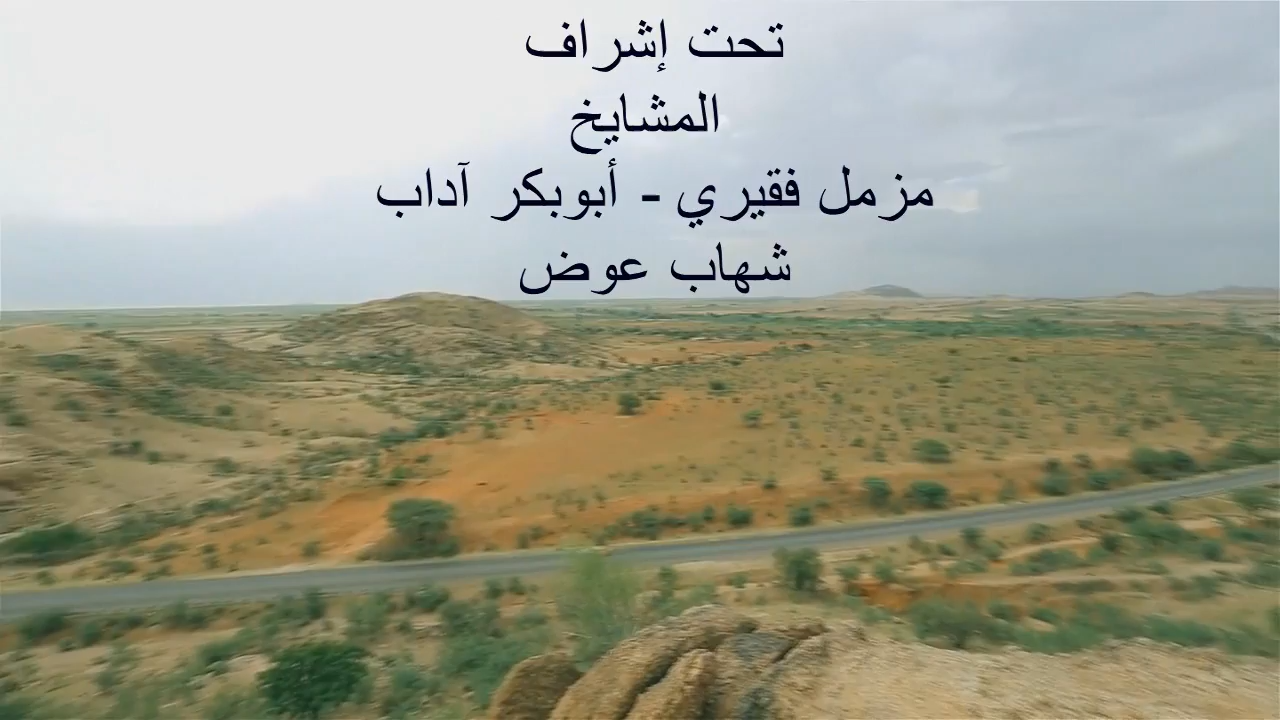 تحت إشراف
المشايخ
مزمل فقيري - أبوبكر آداب
شهاب عوض